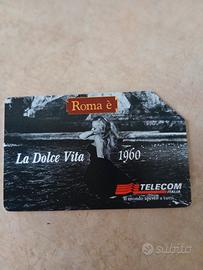 Roma è
La Dolce Vita 1960
TELECOM
ITALIA
Il mondo aperto a tutti.
subito